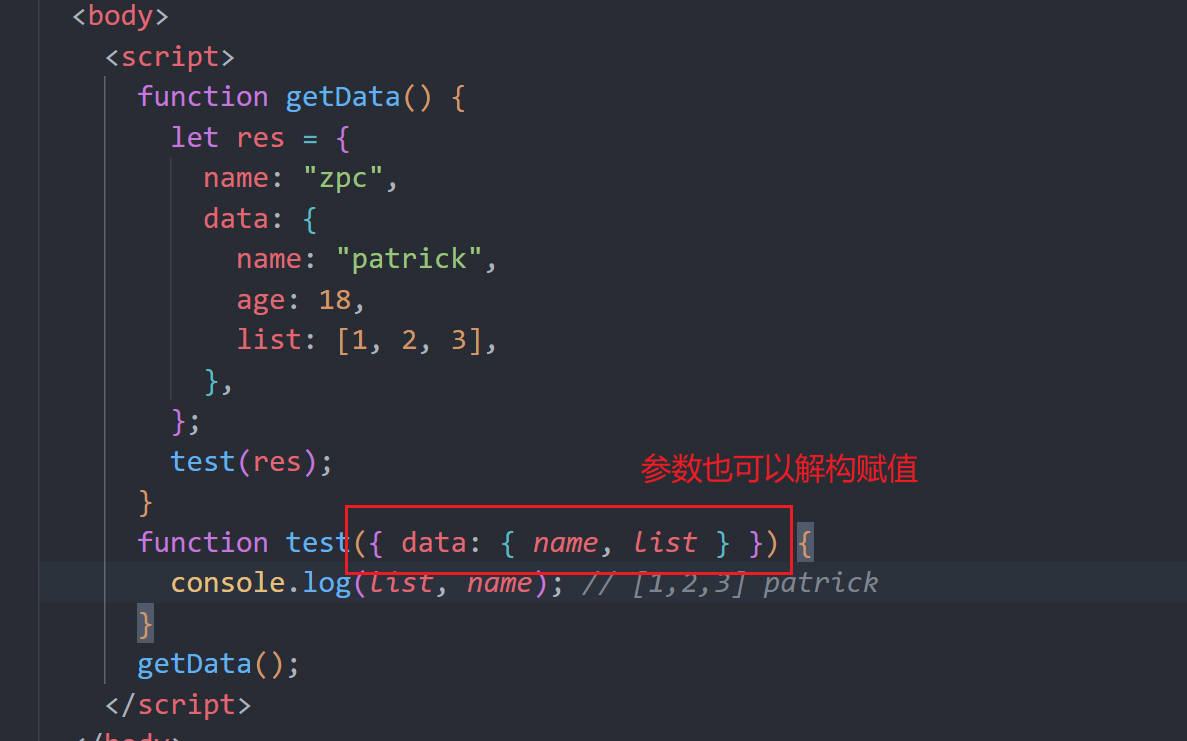 <body>
<script>
function getData() {
let res = {
name: "zpc",
data: {
name: "patrick",
age: 18,
list: [1, 2, 3],
},
};
test(res);
参数也可以解构赋值
}
function test({ data: { name, list } }) {
console.log(list, name); // [1,2,3] patrick
}
getData();
</script>
</body>